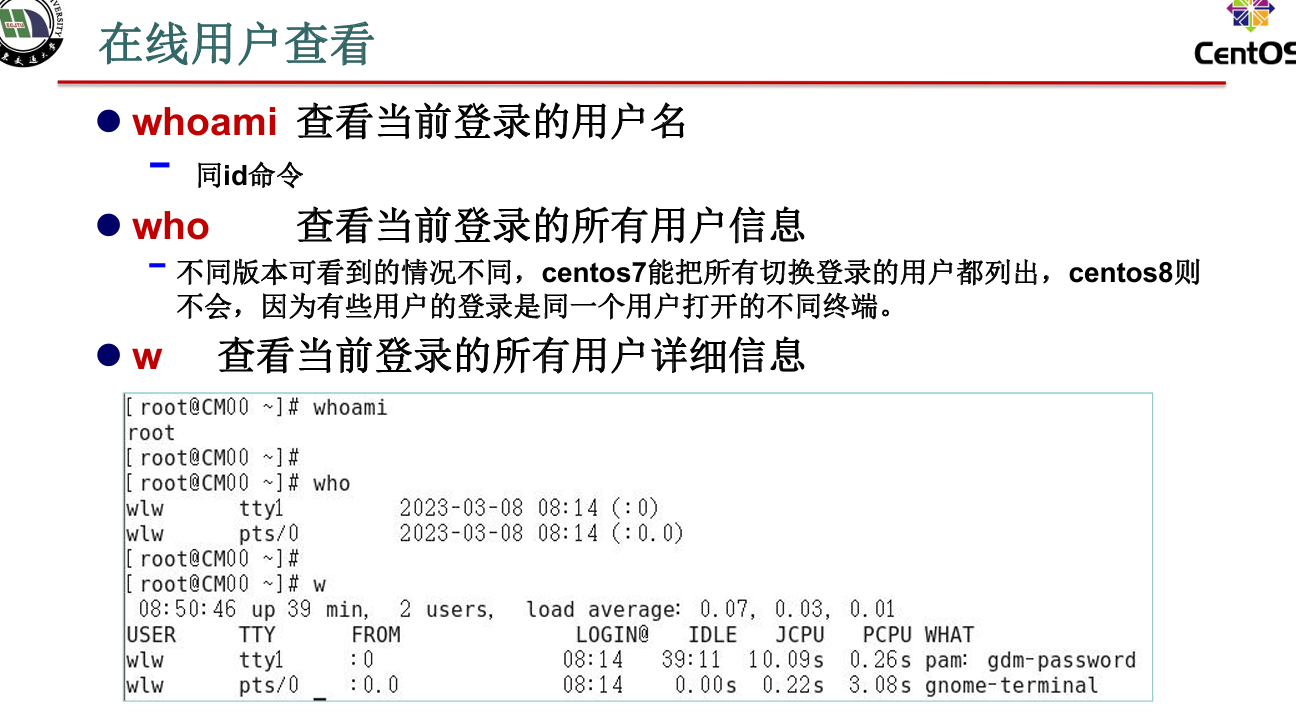 在线用户查看
CentOS
whoami 查看当前登录的用户名
同id命令
who 查看当前登录的所有用户信息
不同版本可看到的情况不同，centos7能把所有切换登录的用户都列出，centos8则
不会，因为有些用户的登录是同一个用户打开的不同终端。
w 查看当前登录的所有用户详细信息
[root@CM00 ~]# whoami
root
[root@CM00 ~]#
[root@CM00 ~]# who
wlw tty1 2023-03-08 08:14 (:0)
wlw pts/0 2023-03-08 08:14 (:0.0)
[root@CM00 ~]#
[root@CM00 ~]# w
08:50:46 up 39 min, 2 users, load average: 0.07, 0.03, 0.01
USER TTY FROM LOGIN@ IDLE JCPU PCPU WHAT
wlw tty1 :0 08:14 39:11 10.09s 0.26s pam: gdm-password
wlw pts/0 :0.0 08:14 0.00s 0.22s 3.08s gnome-terminal